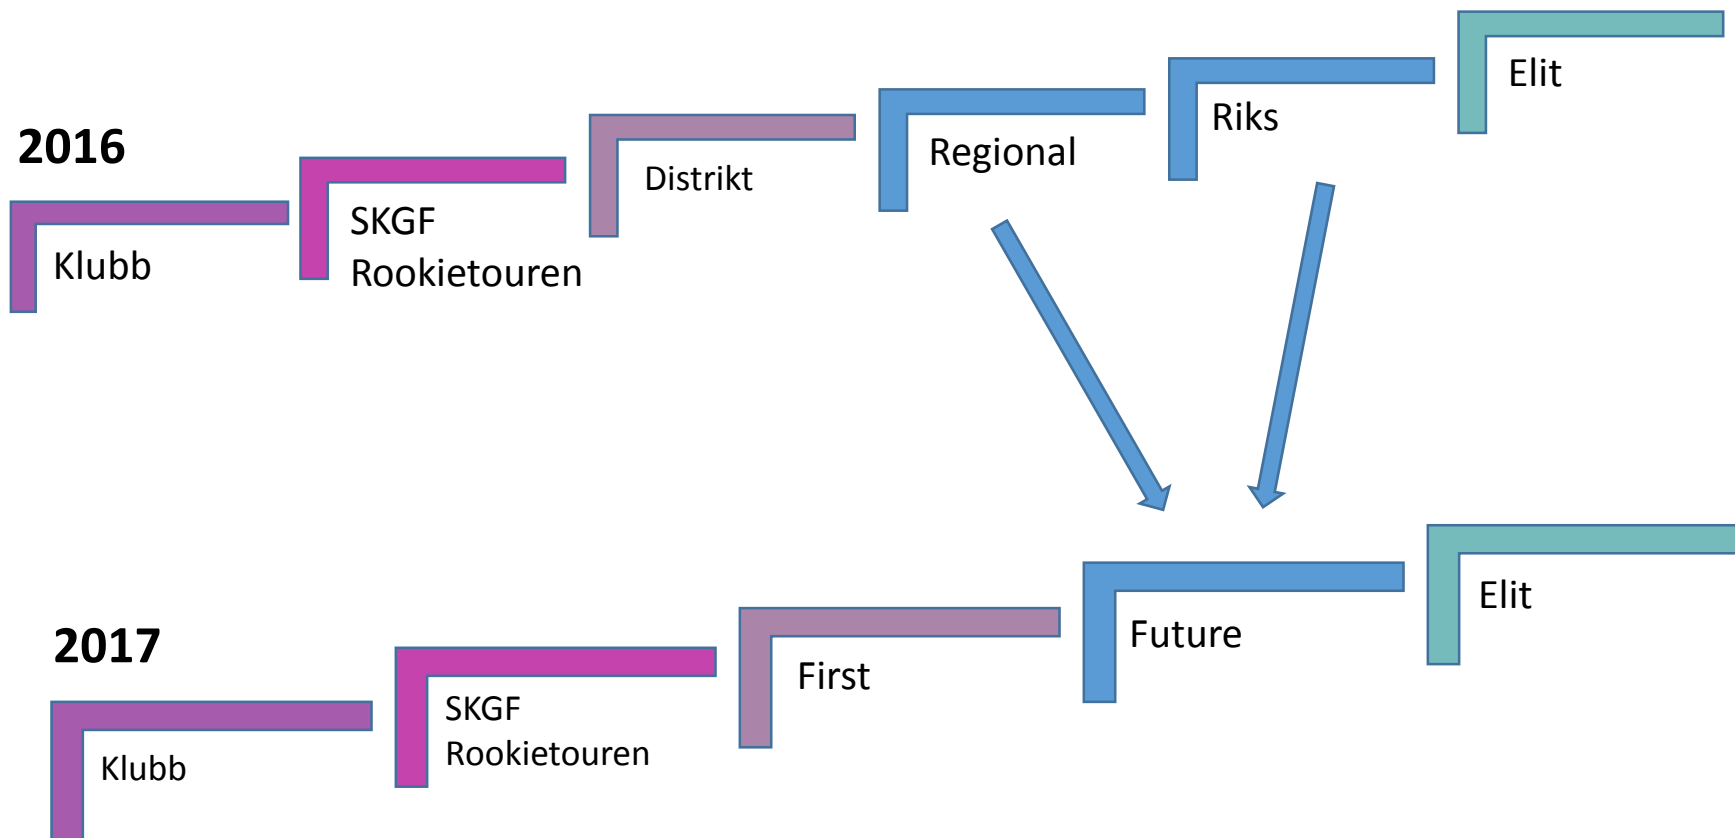 2016
Klubb
SKGF
Rookietouren
Distrikt
Regional
Riks
Elit
2017
Klubb
SKGF
Rookietouren
First
Future
Elit